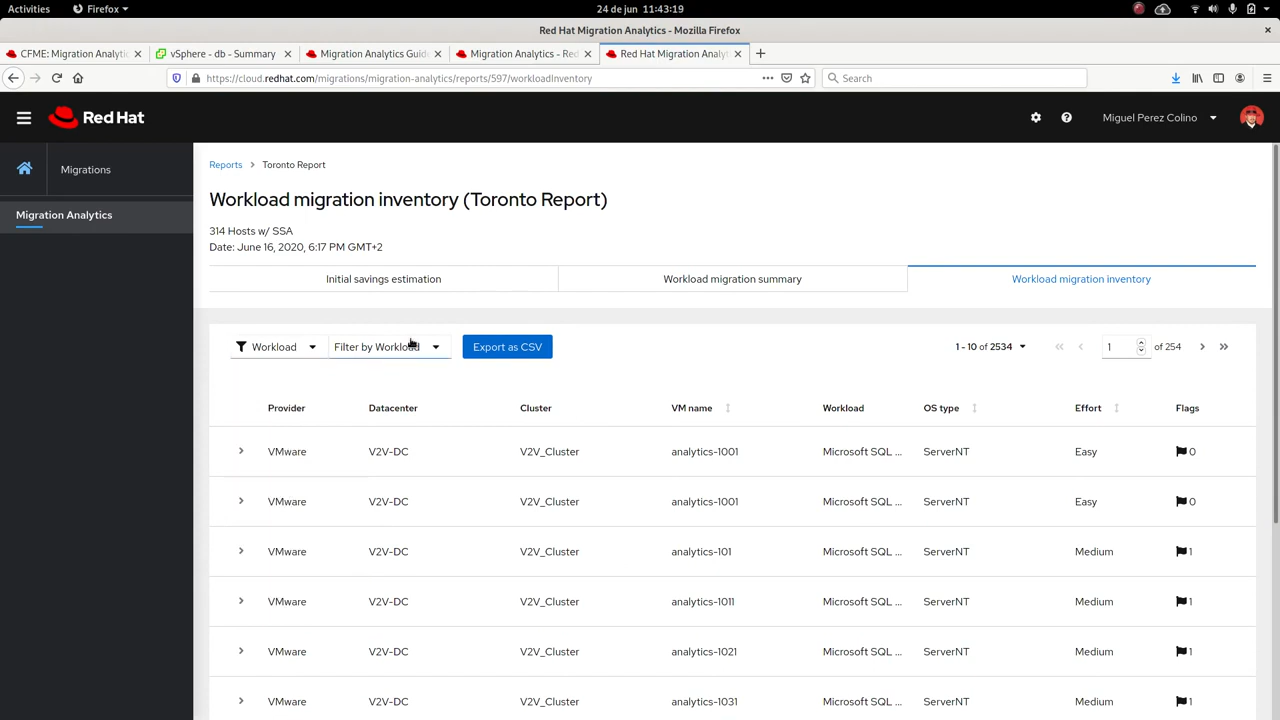 Activities Firefox 24 de jun 11:43:19
Red Hat Migration Analytics - Mozilla Firefox
CFME: Migration Analytic vSphere - db - Summary Migration Analytics Guide Migration Analytics - Red Red Hat Migration Analyt
https://cloud.redhat.com/migrations/migration-analytics/reports/597/workloadInventory Search
Red Hat Miguel Perez Colino
Migrations
Migration Analytics
Reports > Toronto Report
Workload migration inventory (Toronto Report)
314 Hosts w/ SSA
Date: June 16, 2020, 6:17 PM GMT+2
Initial savings estimation Workload migration summary Workload migration inventory
Workload Filter by Workload Export as CSV 1 - 10 of 2534 1 of 254
Provider Datacenter Cluster VM name Workload OS type Effort Flags
VMware V2V-DC V2V_Cluster analytics-1001 Microsoft SQL ... ServerNT Easy 0
VMware V2V-DC V2V_Cluster analytics-1001 Microsoft SQL ... ServerNT Easy 0
VMware V2V-DC V2V_Cluster analytics-101 Microsoft SQL ... ServerNT Medium 1
VMware V2V-DC V2V_Cluster analytics-1011 Microsoft SQL ... ServerNT Medium 1
VMware V2V-DC V2V_Cluster analytics-1021 Microsoft SQL ... ServerNT Medium 1
VMware V2V-DC V2V_Cluster analytics-1031 Microsoft SQL ... ServerNT Medium 1